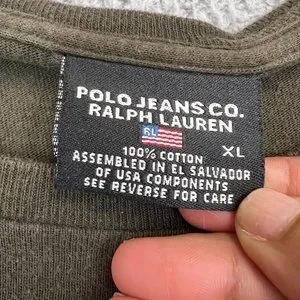 POLO JEANS CO.
RALPH LAUREN
RL
XL
100% COTTON
ASSEMBLED IN EL SALVADOR
OF USA COMPONENTS
SEE REVERSE FOR CARE